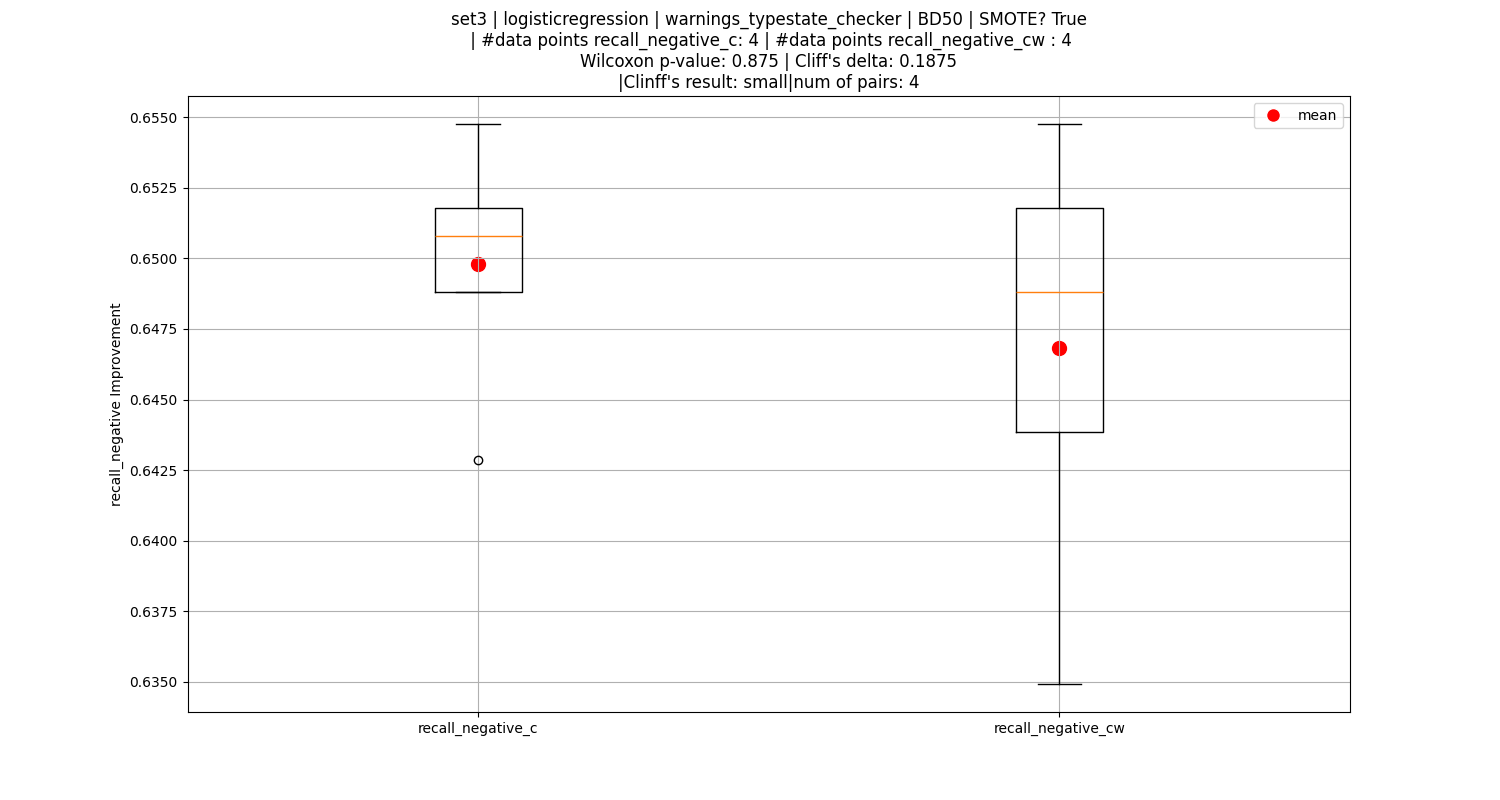 set3 | logisticregression | warnings_typestate_checker | BD50 | SMOTE? True
| #data points recall_negative_c: 4 | #data points recall_negative_cw : 4
Wilcoxon p-value: 0.875 | Cliff's delta: 0.1875
|Clinff's result: small|num of pairs: 4
mean
0.6550
0.6525
0.6500
0.6475
0.6450
0.6425
0.6400
0.6375
0.6350
recall_negative Improvement
recall_negative_c
recall_negative_cw